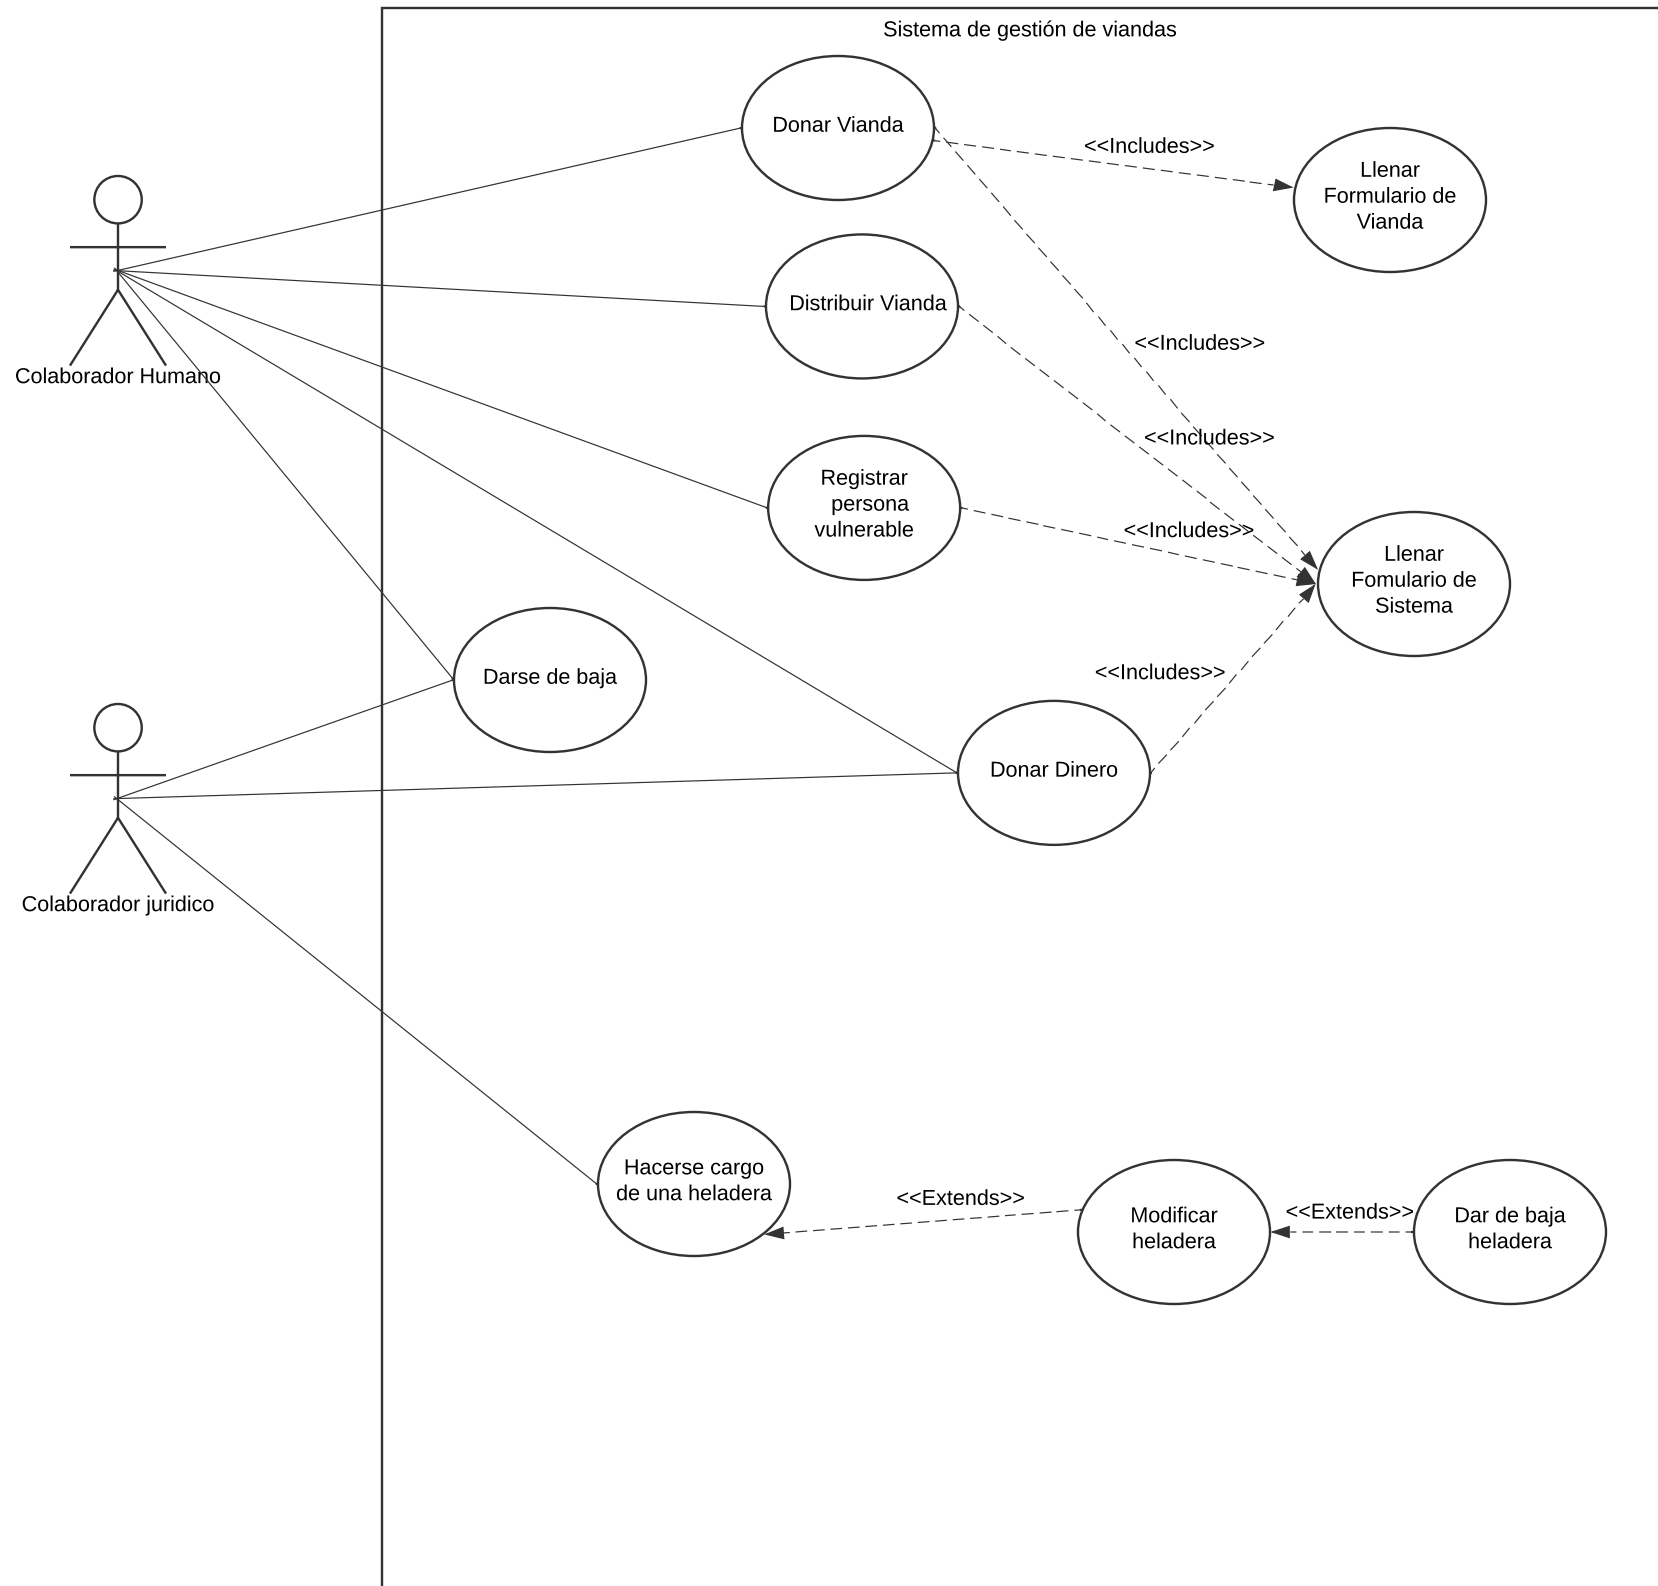 Sistema de gestión de viandas
Donar Vianda
<<Includes>>
Llenar
Formulario de
Vianda
Colaborador Humano
Distribuir Vianda
<<Includes>>
<<Includes>>
Registrar
persona
vulnerable
<<Includes>>
Llenar
Fomulario de
Sistema
Darse de baja
<<Includes>>
Donar Dinero
Colaborador juridico
Hacerse cargo
de una heladera
<<Extends>>
Modificar
heladera
<<Extends>>
Dar de baja
heladera